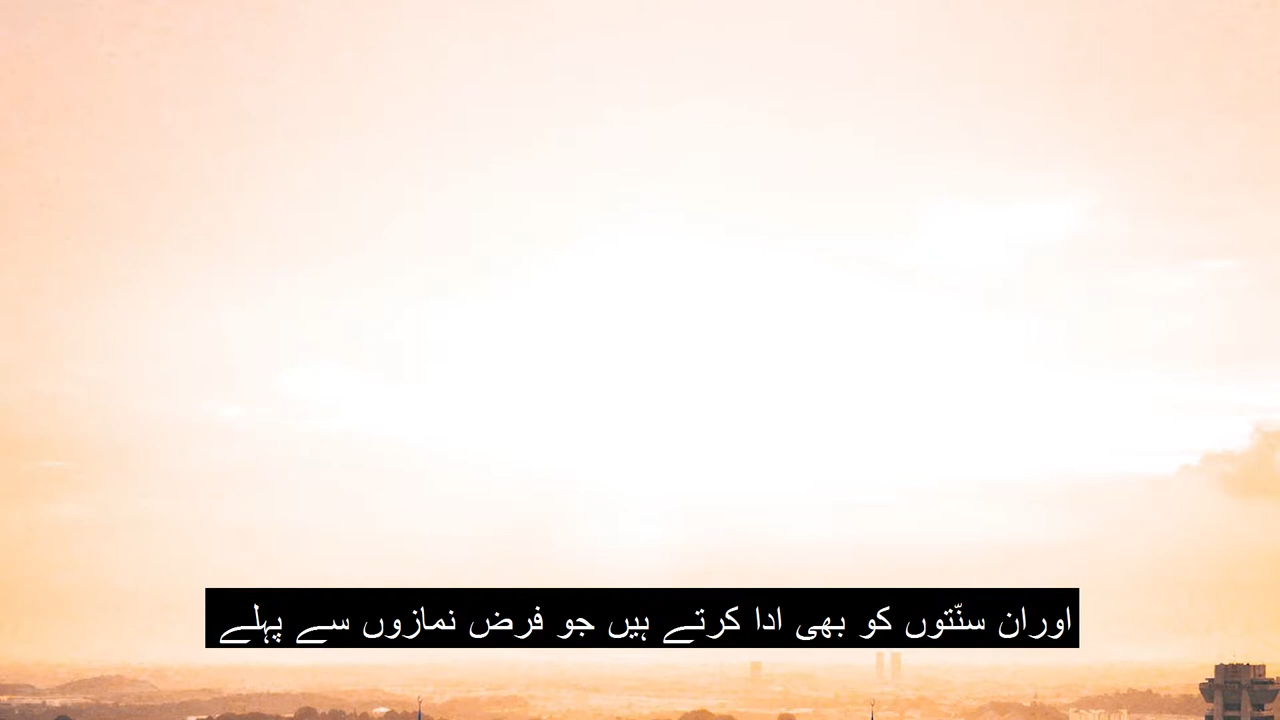 اوران سنّتوں کو بھی ادا کرتے ہیں جو فرض نمازوں سے پہلے